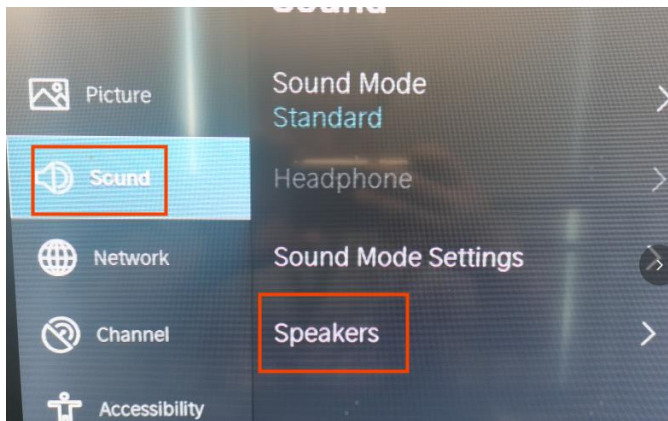 Sound
Picture
Sound
Network
Channel
Accessibility
Sound Mode
Standard
Headphone
Sound Mode Settings
Speakers